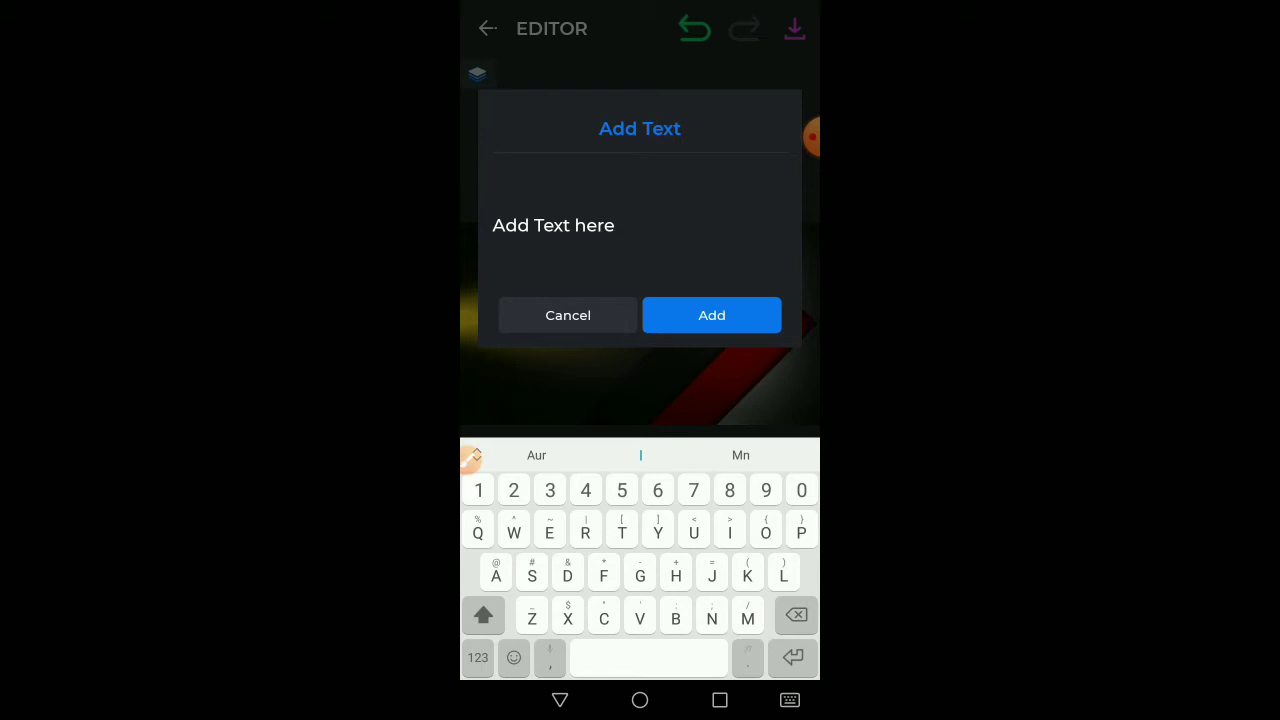 EDITOR
Add Text
Add Text here
Cancel Add
Aur Mn
1 2 3 4 5 6 7 8 9 0
% ^ ~ | [ ] < > { }
Q W E R T Y U I O P
@ # & * - + = ( )
A S D F G H J K L
_ $ " ' : ; /
Z X C V B N M
123 , .